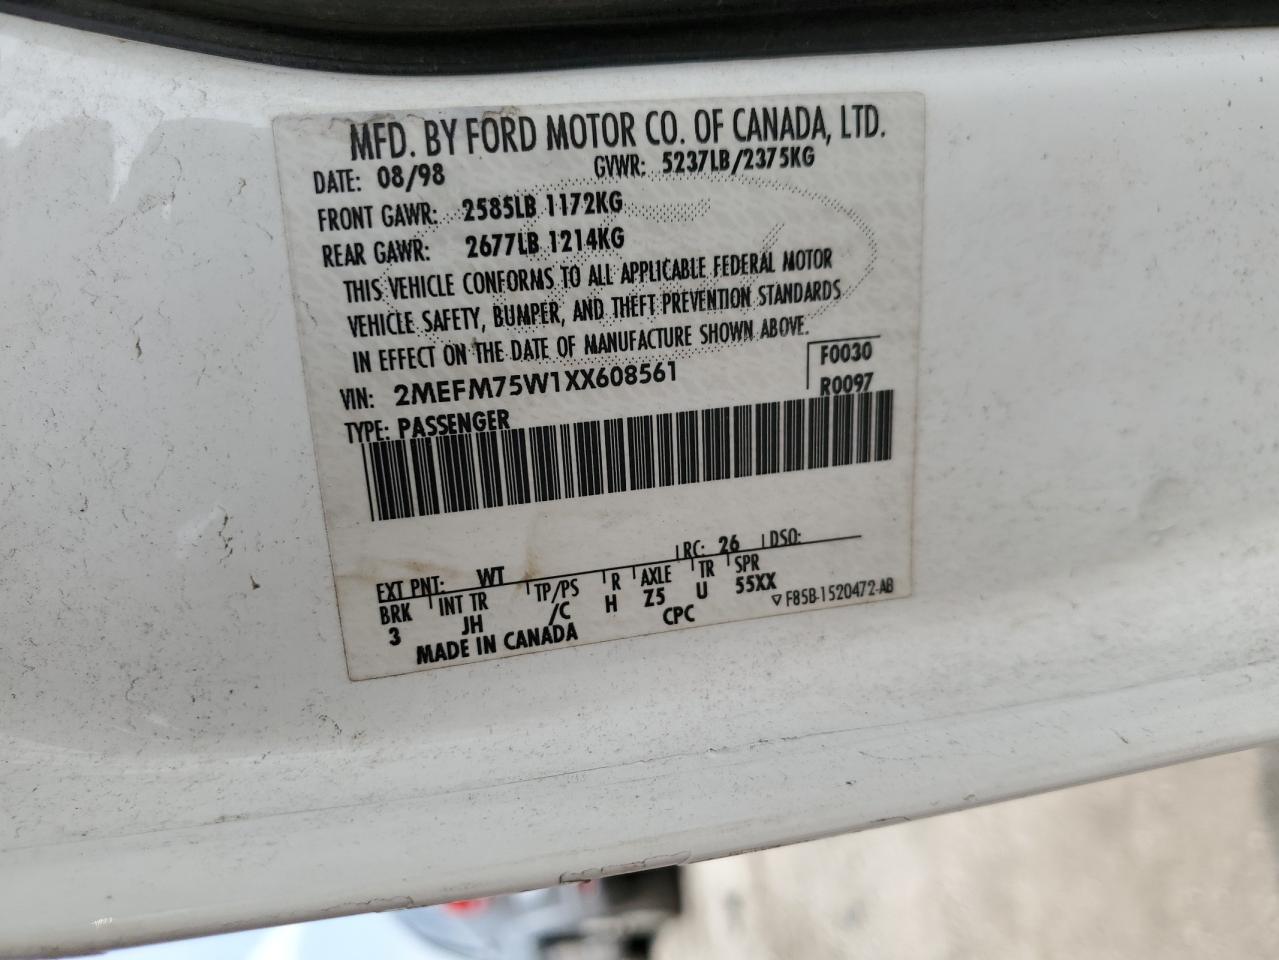 MFD. BY FORD MOTOR CO. OF CANADA, LTD.
DATE: 08/98 GVWR: 5237LB/2375KG
FRONT GAWR: 2585LB 1172KG
REAR GAWR: 2677LB 1214KG
THIS VEHICLE CONFORMS TO ALL APPLICABLE FEDERAL MOTOR
VEHICLE SAFETY, BUMPER, AND THEFT PREVENTION STANDARDS
IN EFFECT ON THE DATE OF MANUFACTURE SHOWN ABOVE.
VIN: 2MEFM75W1XX608561 F0030
TYPE: PASSENGER R0097
EXT PNT: WT RC: 26 DSO:
BRK INT TR TP/PS R AXLE TR SPR
3 JH /C H Z5 U 55XX
MADE IN CANADA CPC ▽ F85B-1520472-AB